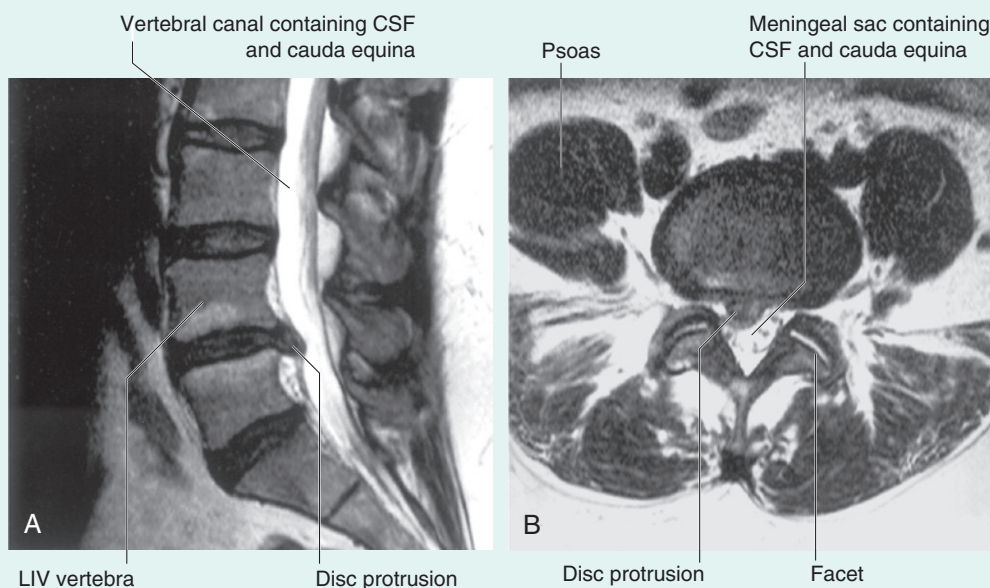 Vertebral canal containing CSF
and cauda equina
Psoas
Meningeal sac containing
CSF and cauda equina
A
B
LIV vertebra
Disc protrusion
Disc protrusion
Facet